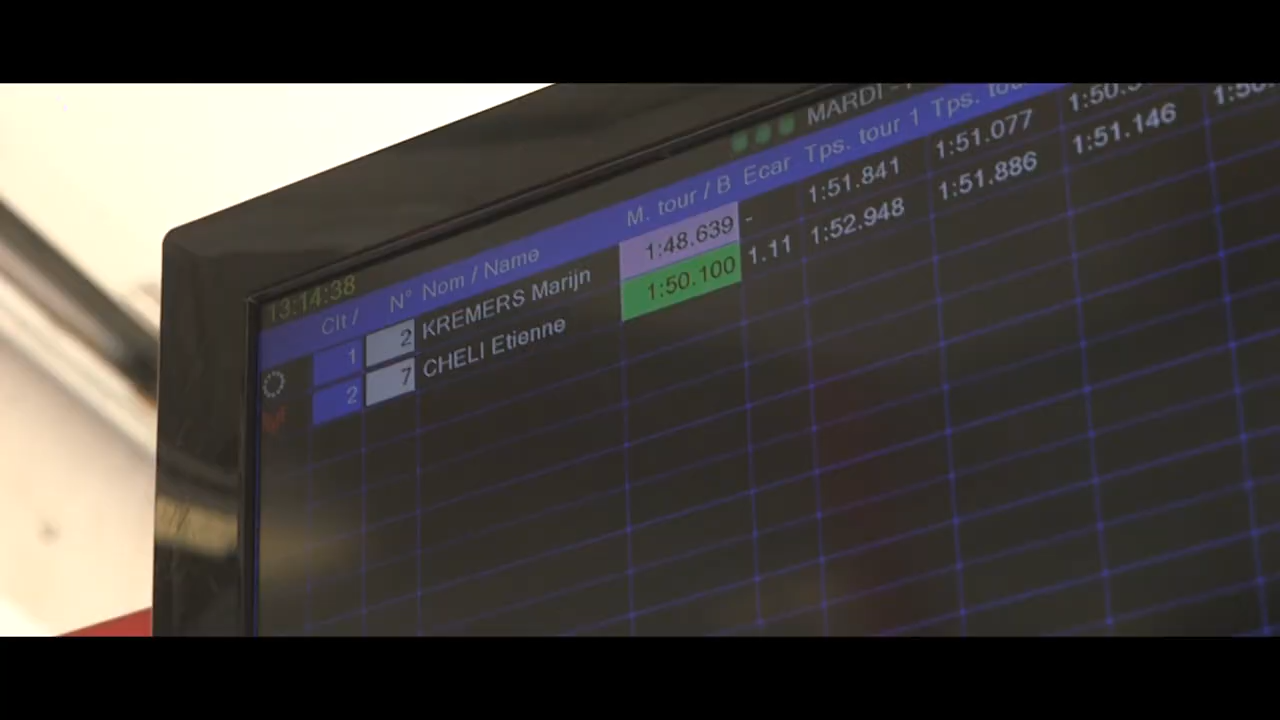 MARDI -
13:14:38
Clt / N° Nom / Name M. tour / B Ecar Tps. tour 1 Tps.
1 2 KREMERS Marijn 1:48.639 - 1:51.841 1:51.077
2 7 CHELI Etienne 1:50.100 1.11 1:52.948 1:51.886 1:51.146